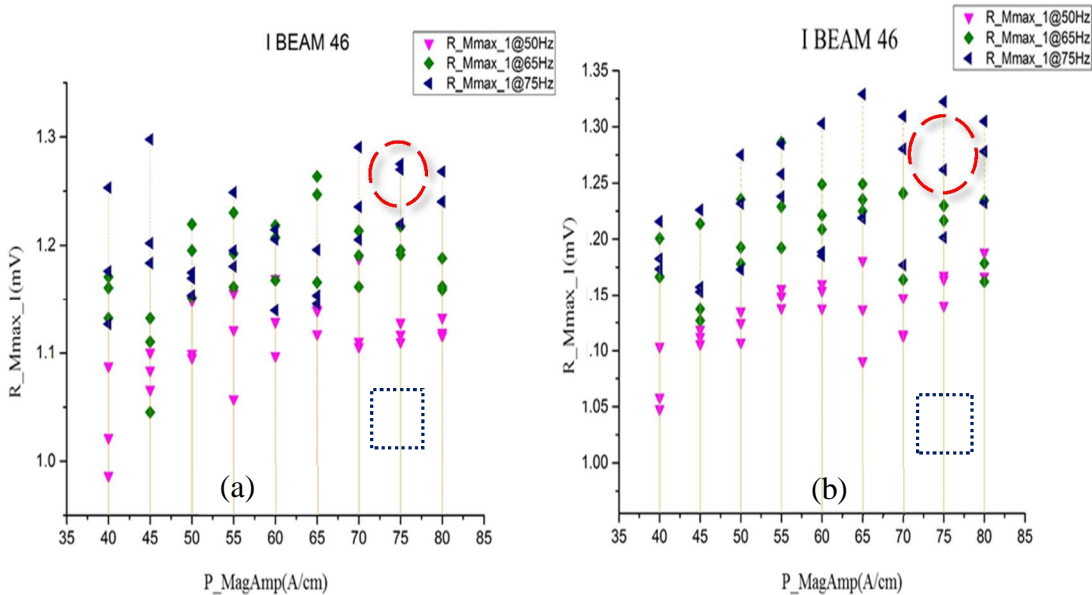 I BEAM 46
R_Mmax_1@50Hz
R_Mmax_1@65Hz
R_Mmax_1@75Hz
1.3
1.2
1.1
1.0
R_Mmax_1(mV)
(a)
35 40 45 50 55 60 65 70 75 80 85
P_MagAmp(A/cm)
I BEAM 46
R_Mmax_1@50Hz
R_Mmax_1@65Hz
R_Mmax_1@75Hz
1.35
1.30
1.25
1.20
1.15
1.10
1.05
1.00
R_Mmax_1(mV)
(b)
35 40 45 50 55 60 65 70 75 80 85
P_MagAmp(A/cm)